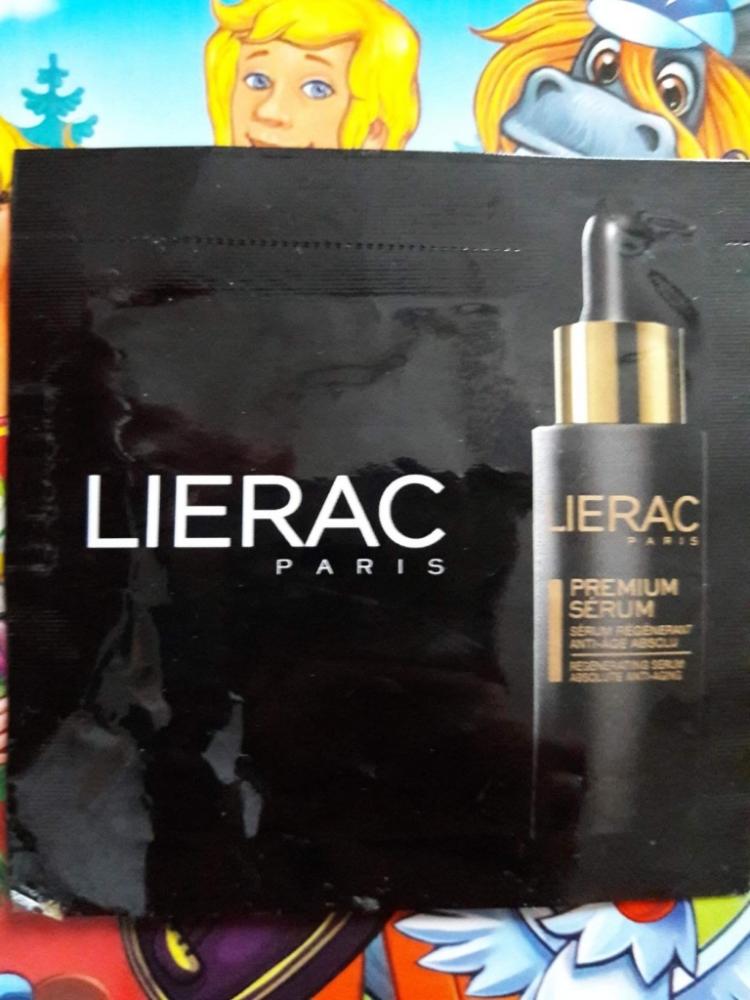 LIERAC
PARIS
LIERAC
PARIS
PREMIUM
SÉRUM
SÉRUM RÉGÉNÉRANT
ANTI-ÂGE ABSOLU
REGENERATING SERUM
ABSOLUTE ANTI-AGING